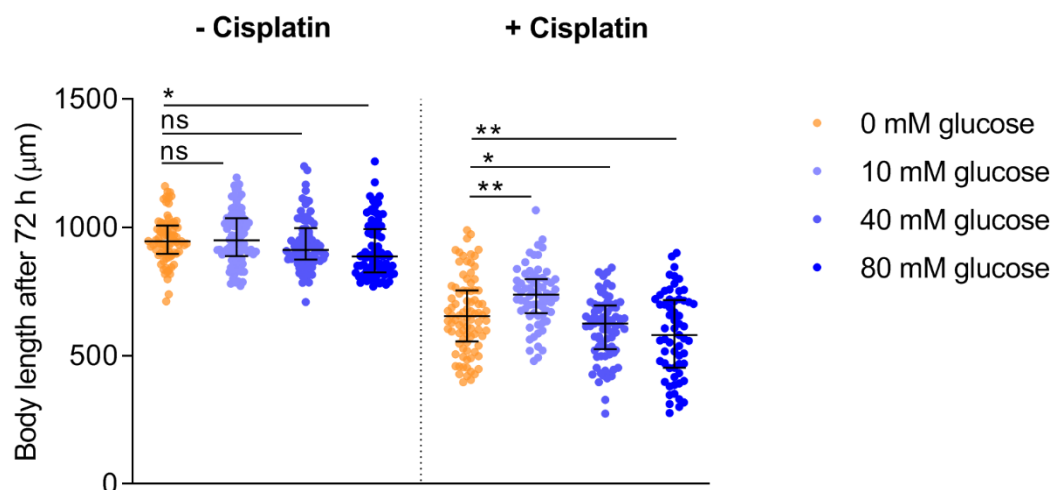 - Cisplatin
+ Cisplatin
Body length after 72 h (μm)
1500
1000
500
0
*
ns
ns
**
*
**
0 mM glucose
10 mM glucose
40 mM glucose
80 mM glucose